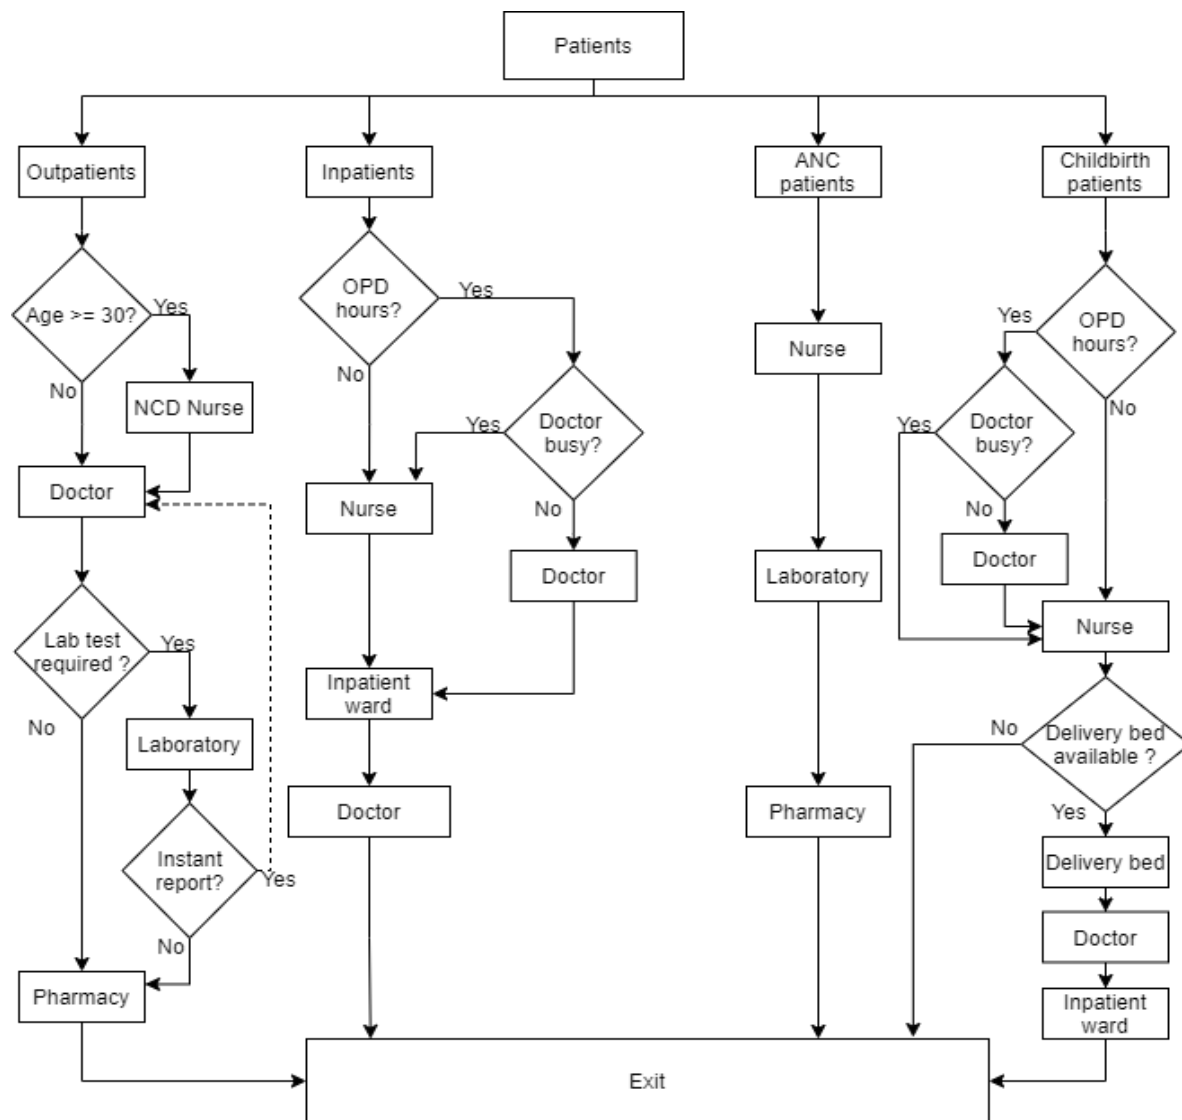 Patients
Outpatients
Inpatients
ANC
patients
Childbirth
patients
Age >= 30?
Yes
No
NCD Nurse
Doctor
Lab test
required ?
Yes
No
Laboratory
Instant
report?
Yes
No
Pharmacy
OPD
hours?
Yes
No
Doctor
busy?
Yes
No
Nurse
Doctor
Inpatient
ward
Doctor
Nurse
Laboratory
Pharmacy
OPD
hours?
Yes
No
Doctor
busy?
Yes
No
Doctor
Nurse
Delivery bed
available ?
No
Yes
Delivery bed
Doctor
Inpatient
ward
Exit